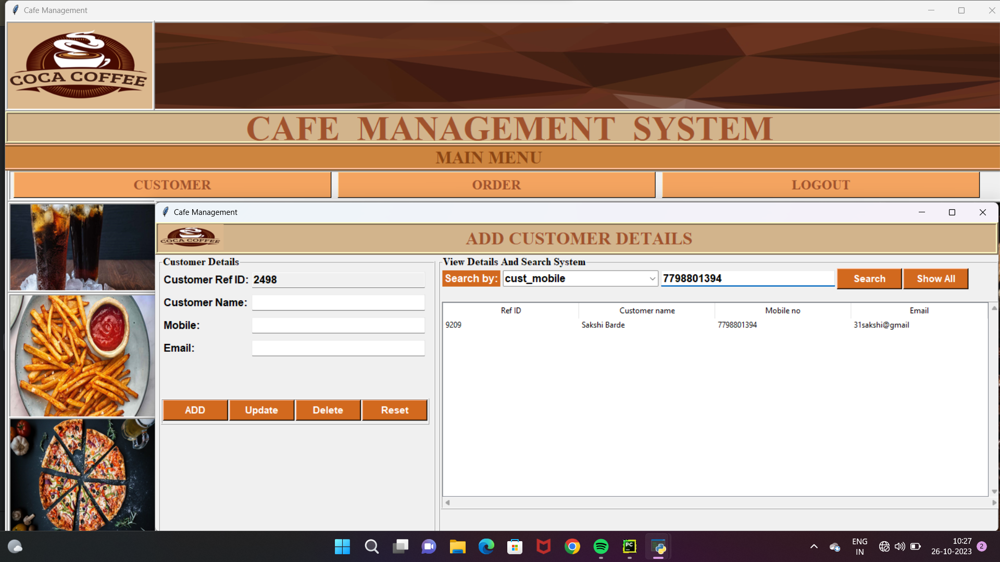 Cafe Management
COCA COFFEE
CAFE MANAGEMENT SYSTEM
MAIN MENU
CUSTOMER ORDER LOGOUT
Cafe Management
COCA COFFEE
ADD CUSTOMER DETAILS
Customer Details
Customer Ref ID: 2498
Customer Name:
Mobile:
Email:
ADD Update Delete Reset
View Details And Search System
Search by: cust_mobile 7798801394 Search Show All
Ref ID Customer name Mobile no Email
9209 Sakshi Barde 7798801394 31sakshi@gmail
PC
ENG
IN
10:27
26-10-2023
2